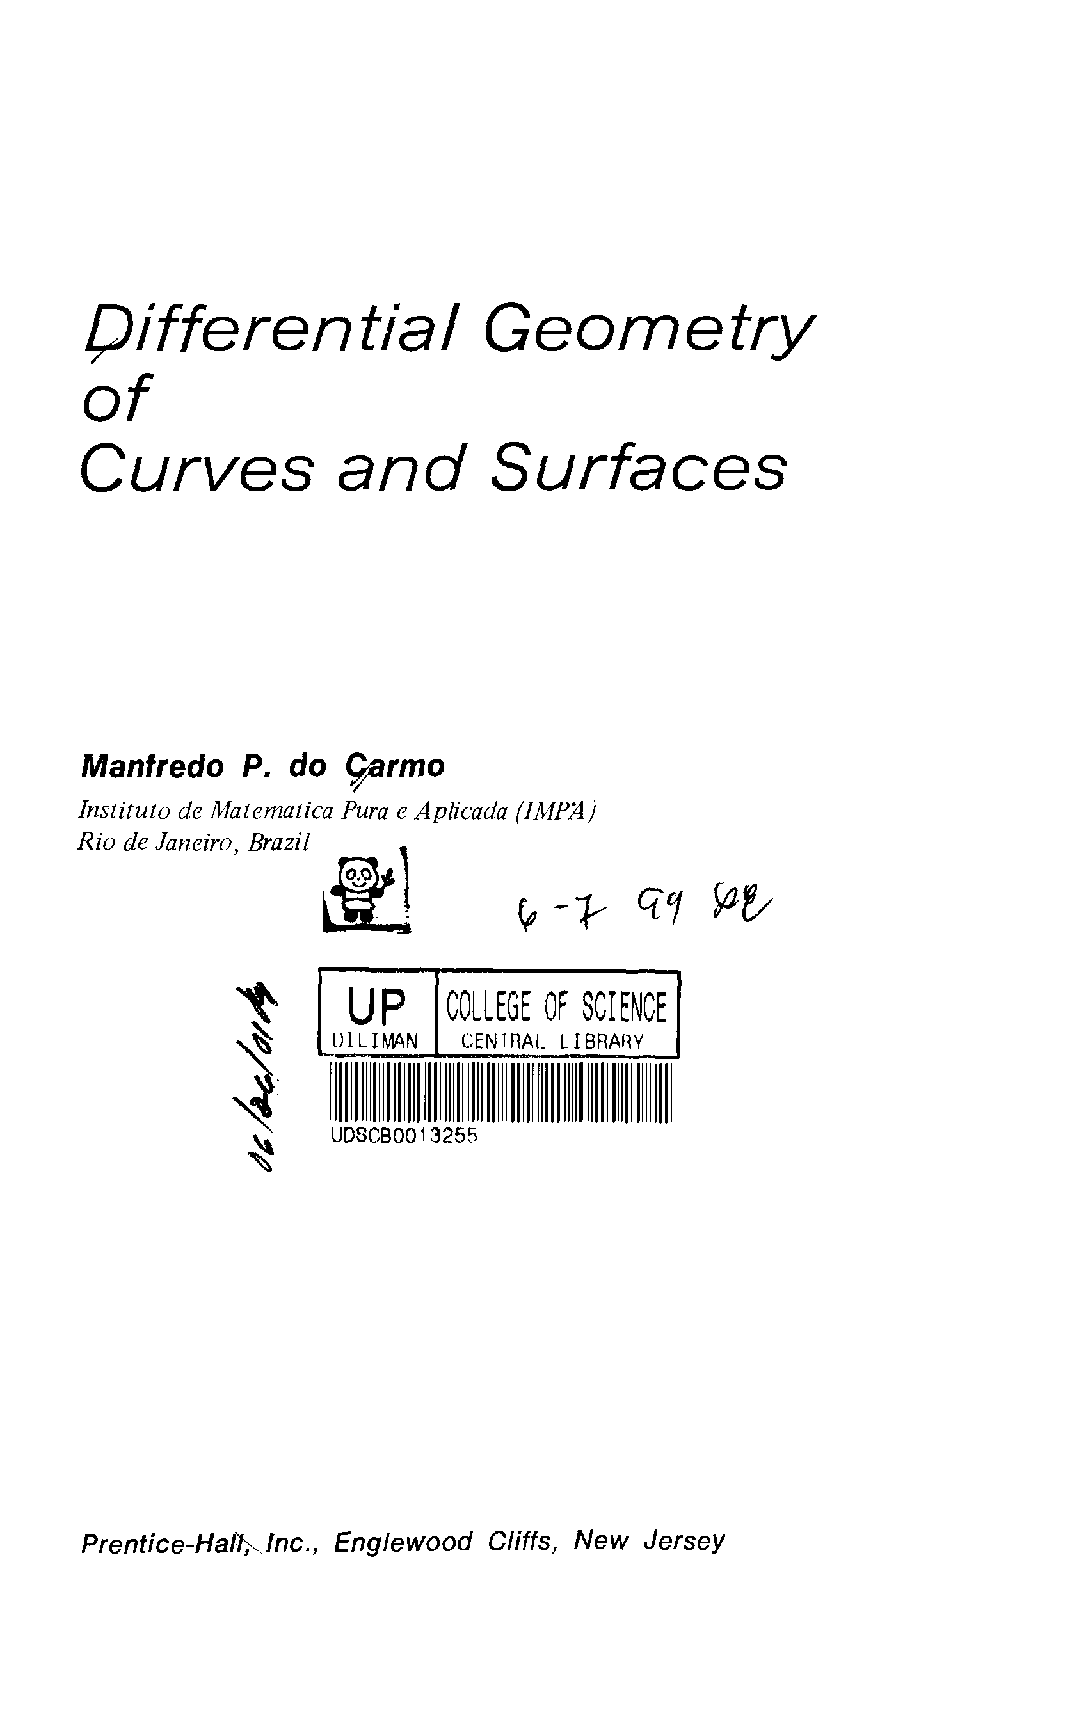 Differential Geometry
of
Curves and Surfaces
Manfredo P. do Carmo
Instituto de Matematica Pura e Aplicada (IMPA)
Rio de Janeiro, Brazil
6-7 99
UP
DILIMAN
COLLEGE OF SCIENCE
CENTRAL LIBRARY
UDSCB0013255
06/26/01
Prentice-Hall, Inc., Englewood Cliffs, New Jersey